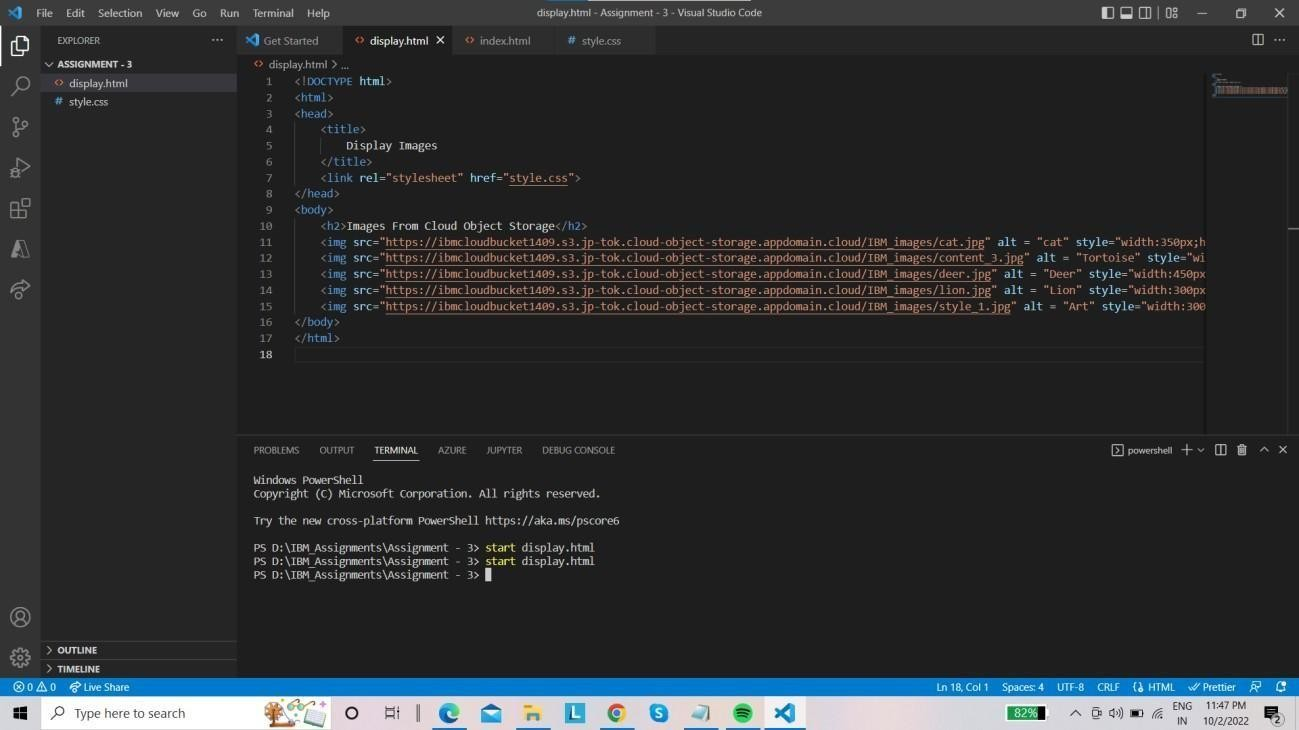 File Edit Selection View Go Run Terminal Help
display.html - Assignment - 3 - Visual Studio Code
EXPLORER
ASSIGNMENT - 3
display.html
style.css
OUTLINE
TIMELINE
Get Started
display.html
index.html
style.css
display.html > ...
1 <!DOCTYPE html>
2 <html>
3 <head>
4 <title>
5 Display Images
6 </title>
7 <link rel="stylesheet" href="style.css">
8 </head>
9 <body>
10 <h2>Images From Cloud Object Storage</h2>
11 <img src="https://ibmcloudbucket1409.s3.jp-tok.cloud-object-storage.appdomain.cloud/IBM_images/cat.jpg" alt = "cat" style="width:350px;h
12 <img src="https://ibmcloudbucket1409.s3.jp-tok.cloud-object-storage.appdomain.cloud/IBM_images/content_3.jpg" alt = "Tortoise" style="wi
13 <img src="https://ibmcloudbucket1409.s3.jp-tok.cloud-object-storage.appdomain.cloud/IBM_images/deer.jpg" alt = "Deer" style="width:450px
14 <img src="https://ibmcloudbucket1409.s3.jp-tok.cloud-object-storage.appdomain.cloud/IBM_images/lion.jpg" alt = "Lion" style="width:300px
15 <img src="https://ibmcloudbucket1409.s3.jp-tok.cloud-object-storage.appdomain.cloud/IBM_images/style_1.jpg" alt = "Art" style="width:300
16 </body>
17 </html>
18
PROBLEMS OUTPUT TERMINAL AZURE JUPYTER DEBUG CONSOLE
powershell
Windows PowerShell
Copyright (C) Microsoft Corporation. All rights reserved.
Try the new cross-platform PowerShell https://aka.ms/pscore6
PS D:\IBM_Assignments\Assignment - 3> start display.html
PS D:\IBM_Assignments\Assignment - 3> start display.html
PS D:\IBM_Assignments\Assignment - 3>
0 0 Live Share
Ln 18, Col 1 Spaces: 4 UTF-8 CRLF HTML Prettier
Type here to search
82%
ENG
IN
11:47 PM
10/2/2022
2